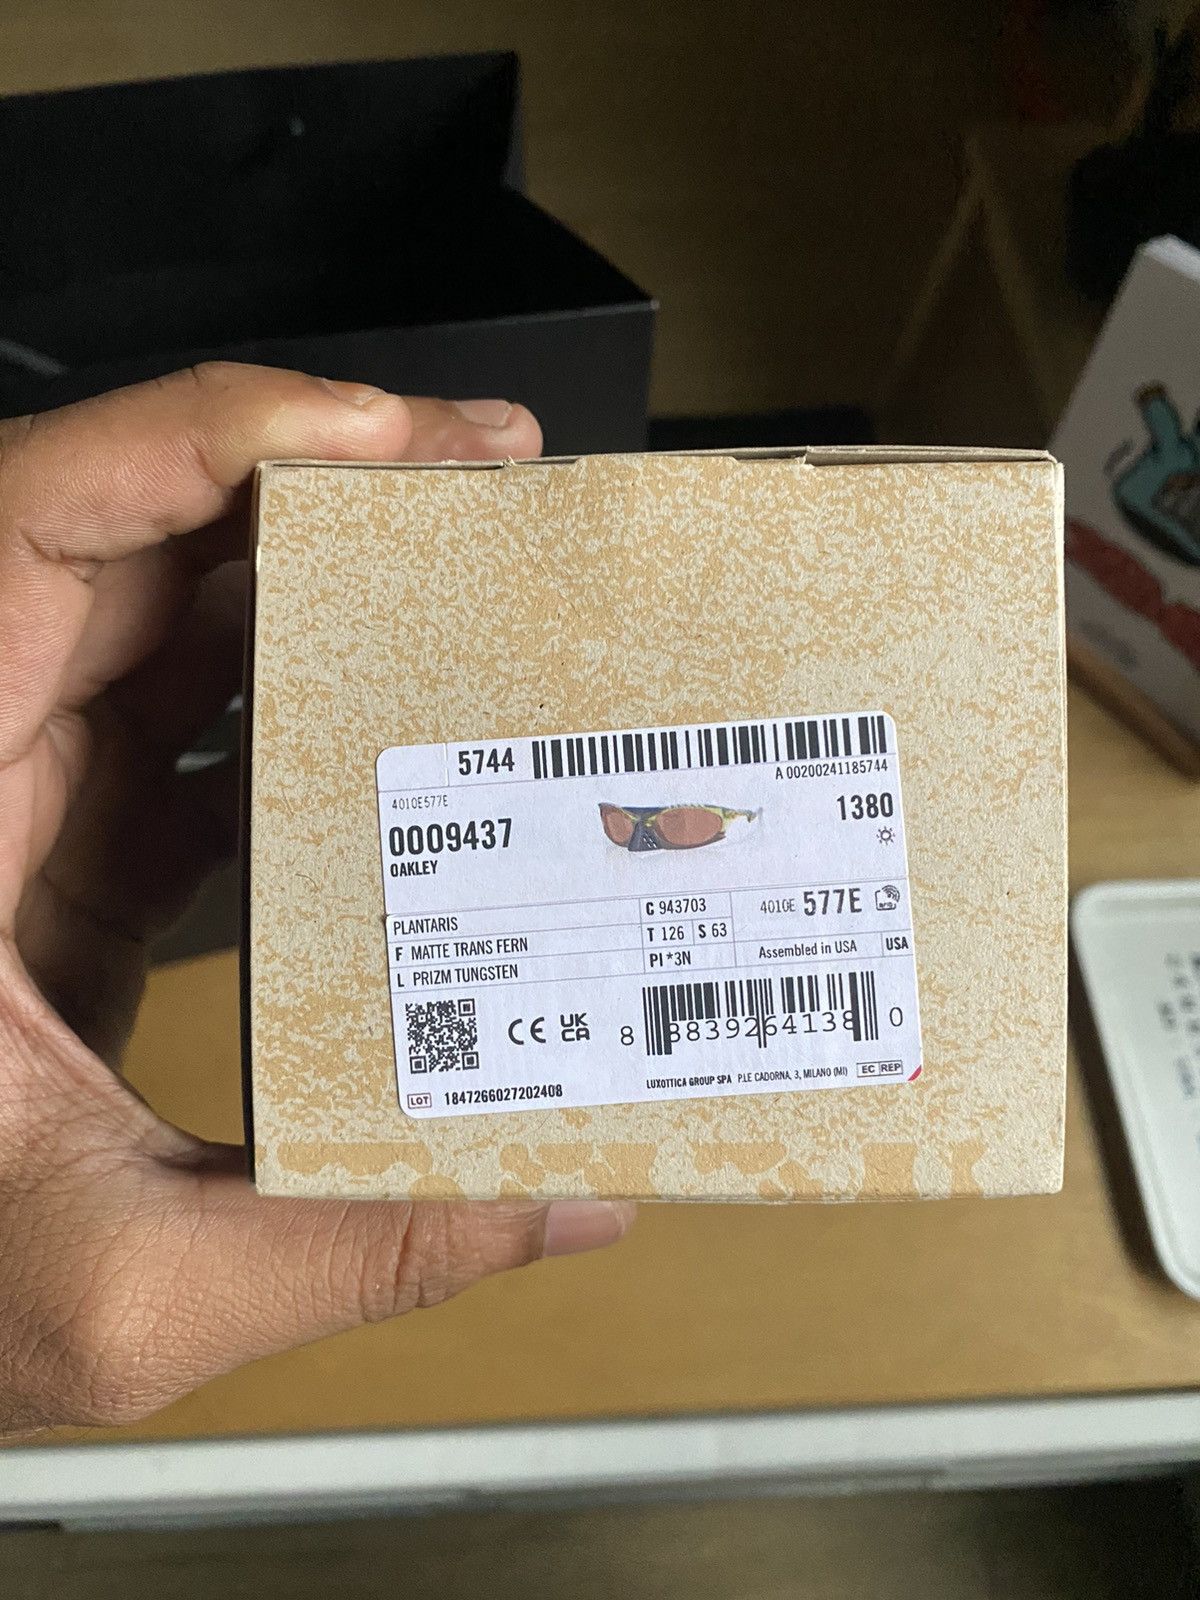 5744
A 00200241185744
4010E577E
0009437
OAKLEY
1380
PLANTARIS
C 943703
4010E 577E
F MATTE TRANS FERN
T 126 S 63
L PRIZM TUNGSTEN
PI*3N
Assembled in USA
USA
CE UK CA
8 88392 64138 0
LOT 1847266027202408
LUXOTTICA GROUP SPA P.LE CADORNA, 3, MILANO (MI) EC REP